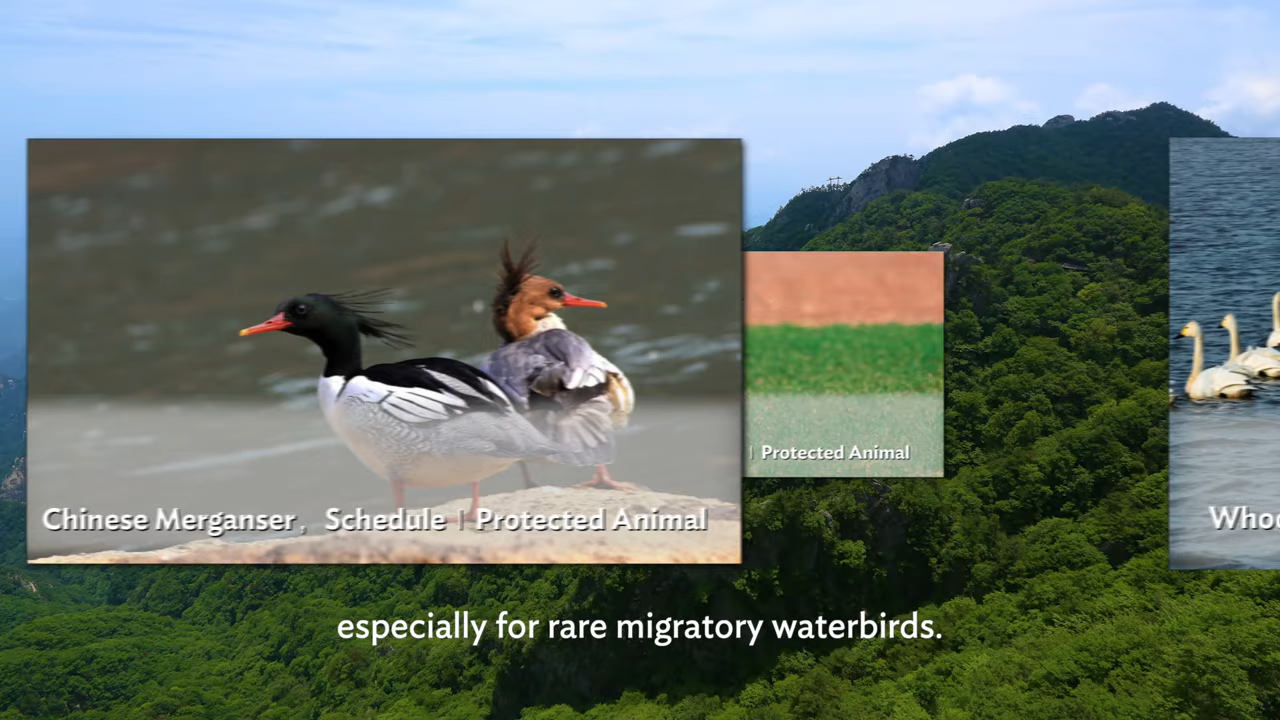 Chinese Merganser, Schedule I Protected Animal
I Protected Animal
Whoo
especially for rare migratory waterbirds.